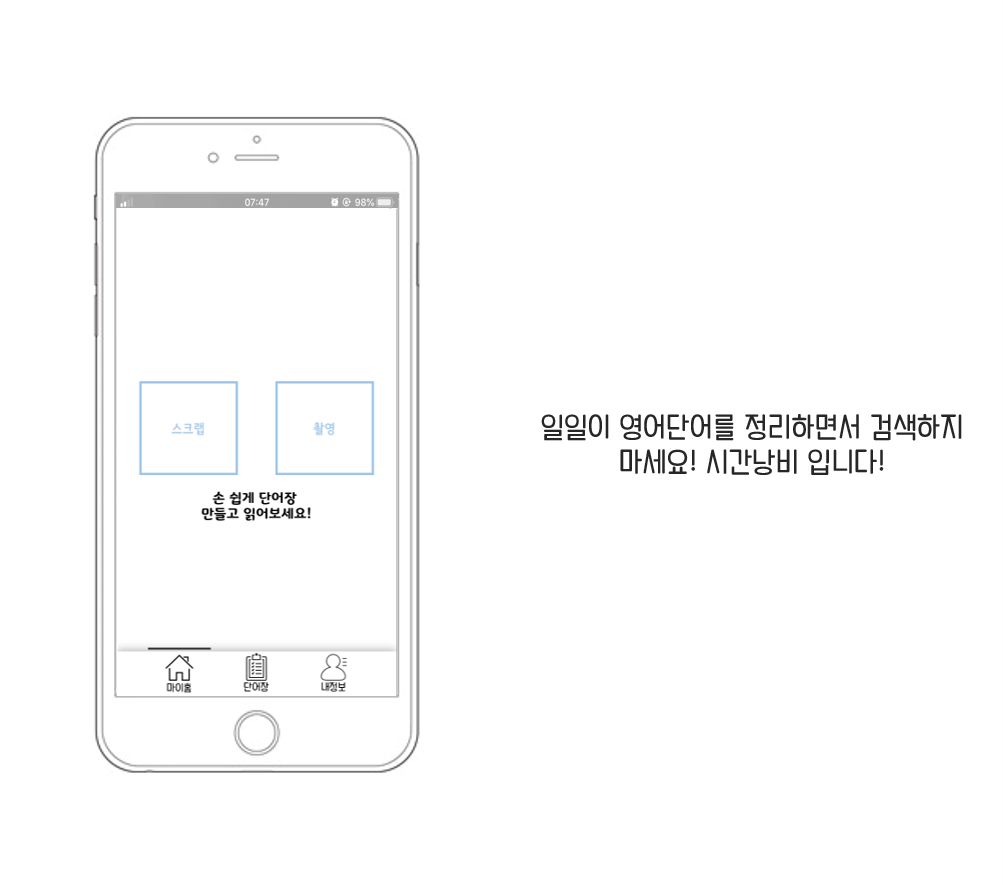 07:47
98%
스크랩
촬영
손 쉽게 단어장
만들고 읽어보세요!
마이홈
단어장
내정보
일일이 영어단어를 정리하면서 검색하지
마세요! 시간낭비 입니다!